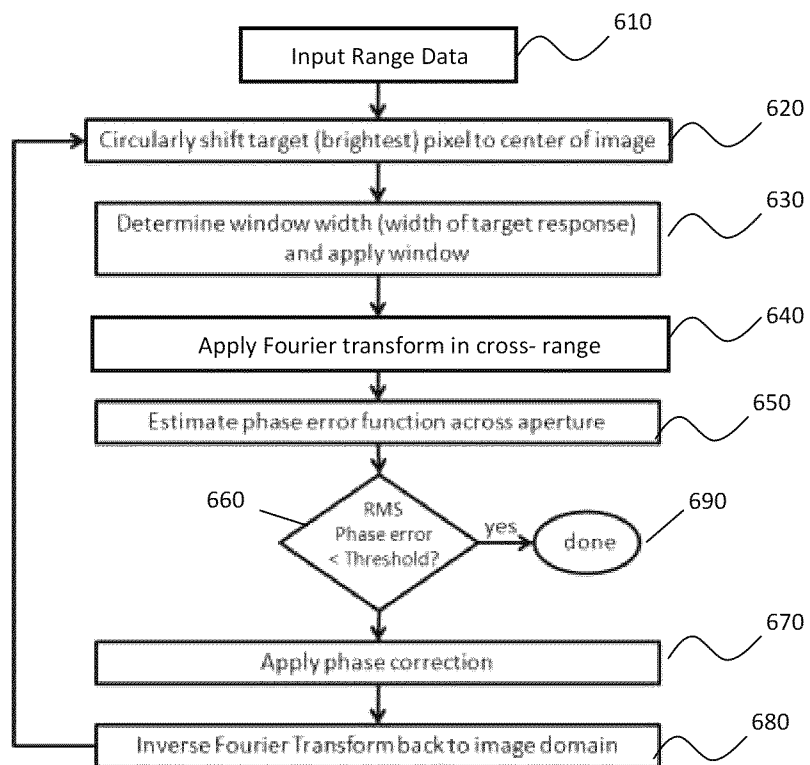 610
Input Range Data
620
Circularly shift target (brightest) pixel to center of image
630
Determine window width (width of target response)
and apply window
640
Apply Fourier transform in cross- range
650
Estimate phase error function across aperture
660
RMS
Phase error
< Threshold?
yes
done
690
670
Apply phase correction
680
Inverse Fourier Transform back to image domain